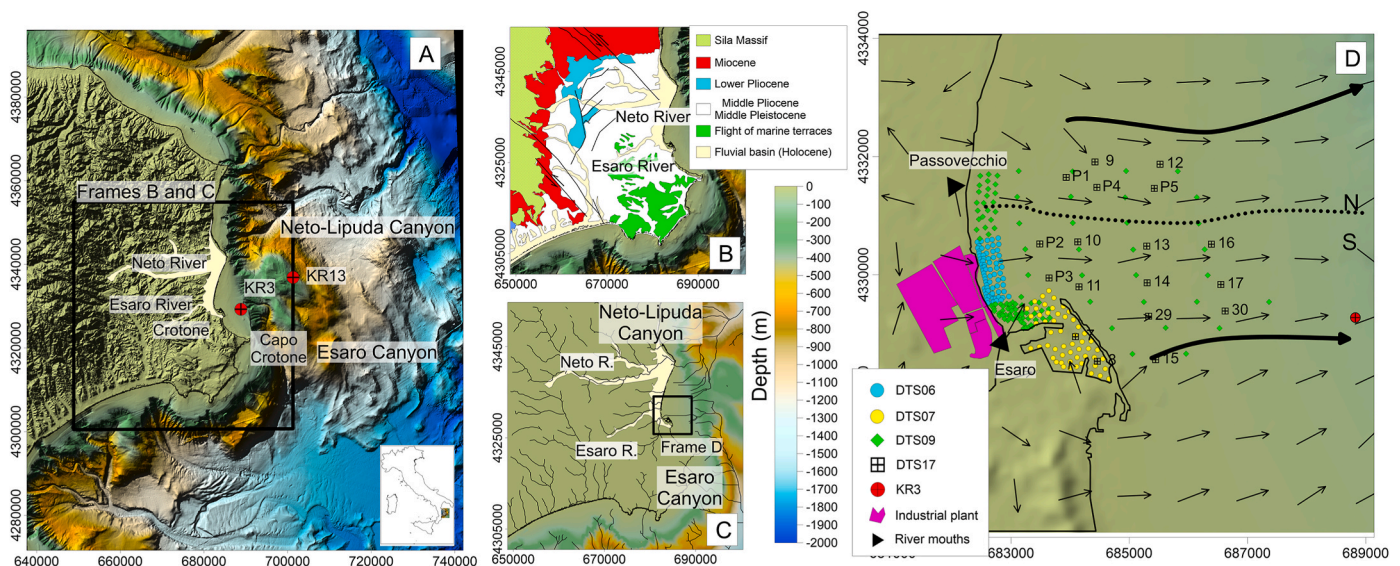 A
4380000
4360000
4340000
4320000
4300000
4280000
Frames B and C
Neto-Lipuda
Canyon
Neto River
KR13
KR3
Esaro River
Crotone
Capo
Crotone
Esaro Canyon
640000
660000
680000
700000
720000
740000
4345000
4325000
4305000
Neto River
Esaro River
B
650000
670000
690000
Sila Massif
Miocene
Lower Pliocene
Middle Pliocene
Middle Pleistocene
Flight of marine terraces
Fluvial basin (Holocene)
Neto-Lipuda
Canyon
4345000
4325000
4305000
Neto R.
Esaro R.
Frame D
Esaro
Canyon
C
650000
670000
690000
Depth (m)
0
-100
-200
-300
-400
-500
-600
-700
-800
-900
-1000
-1100
-1200
-1300
-1400
-1500
-1600
-1700
-1800
-1900
-2000
D
4334000
4332000
4330000
Passovecchio
9
12
P1
P4
P5
N
S
P2
10
13
16
P3
11
14
17
29
30
Esaro
8
15
DTS06
DTS07
DTS09
DTS17
KR3
Industrial plant
River mouths
683000
685000
687000
689000